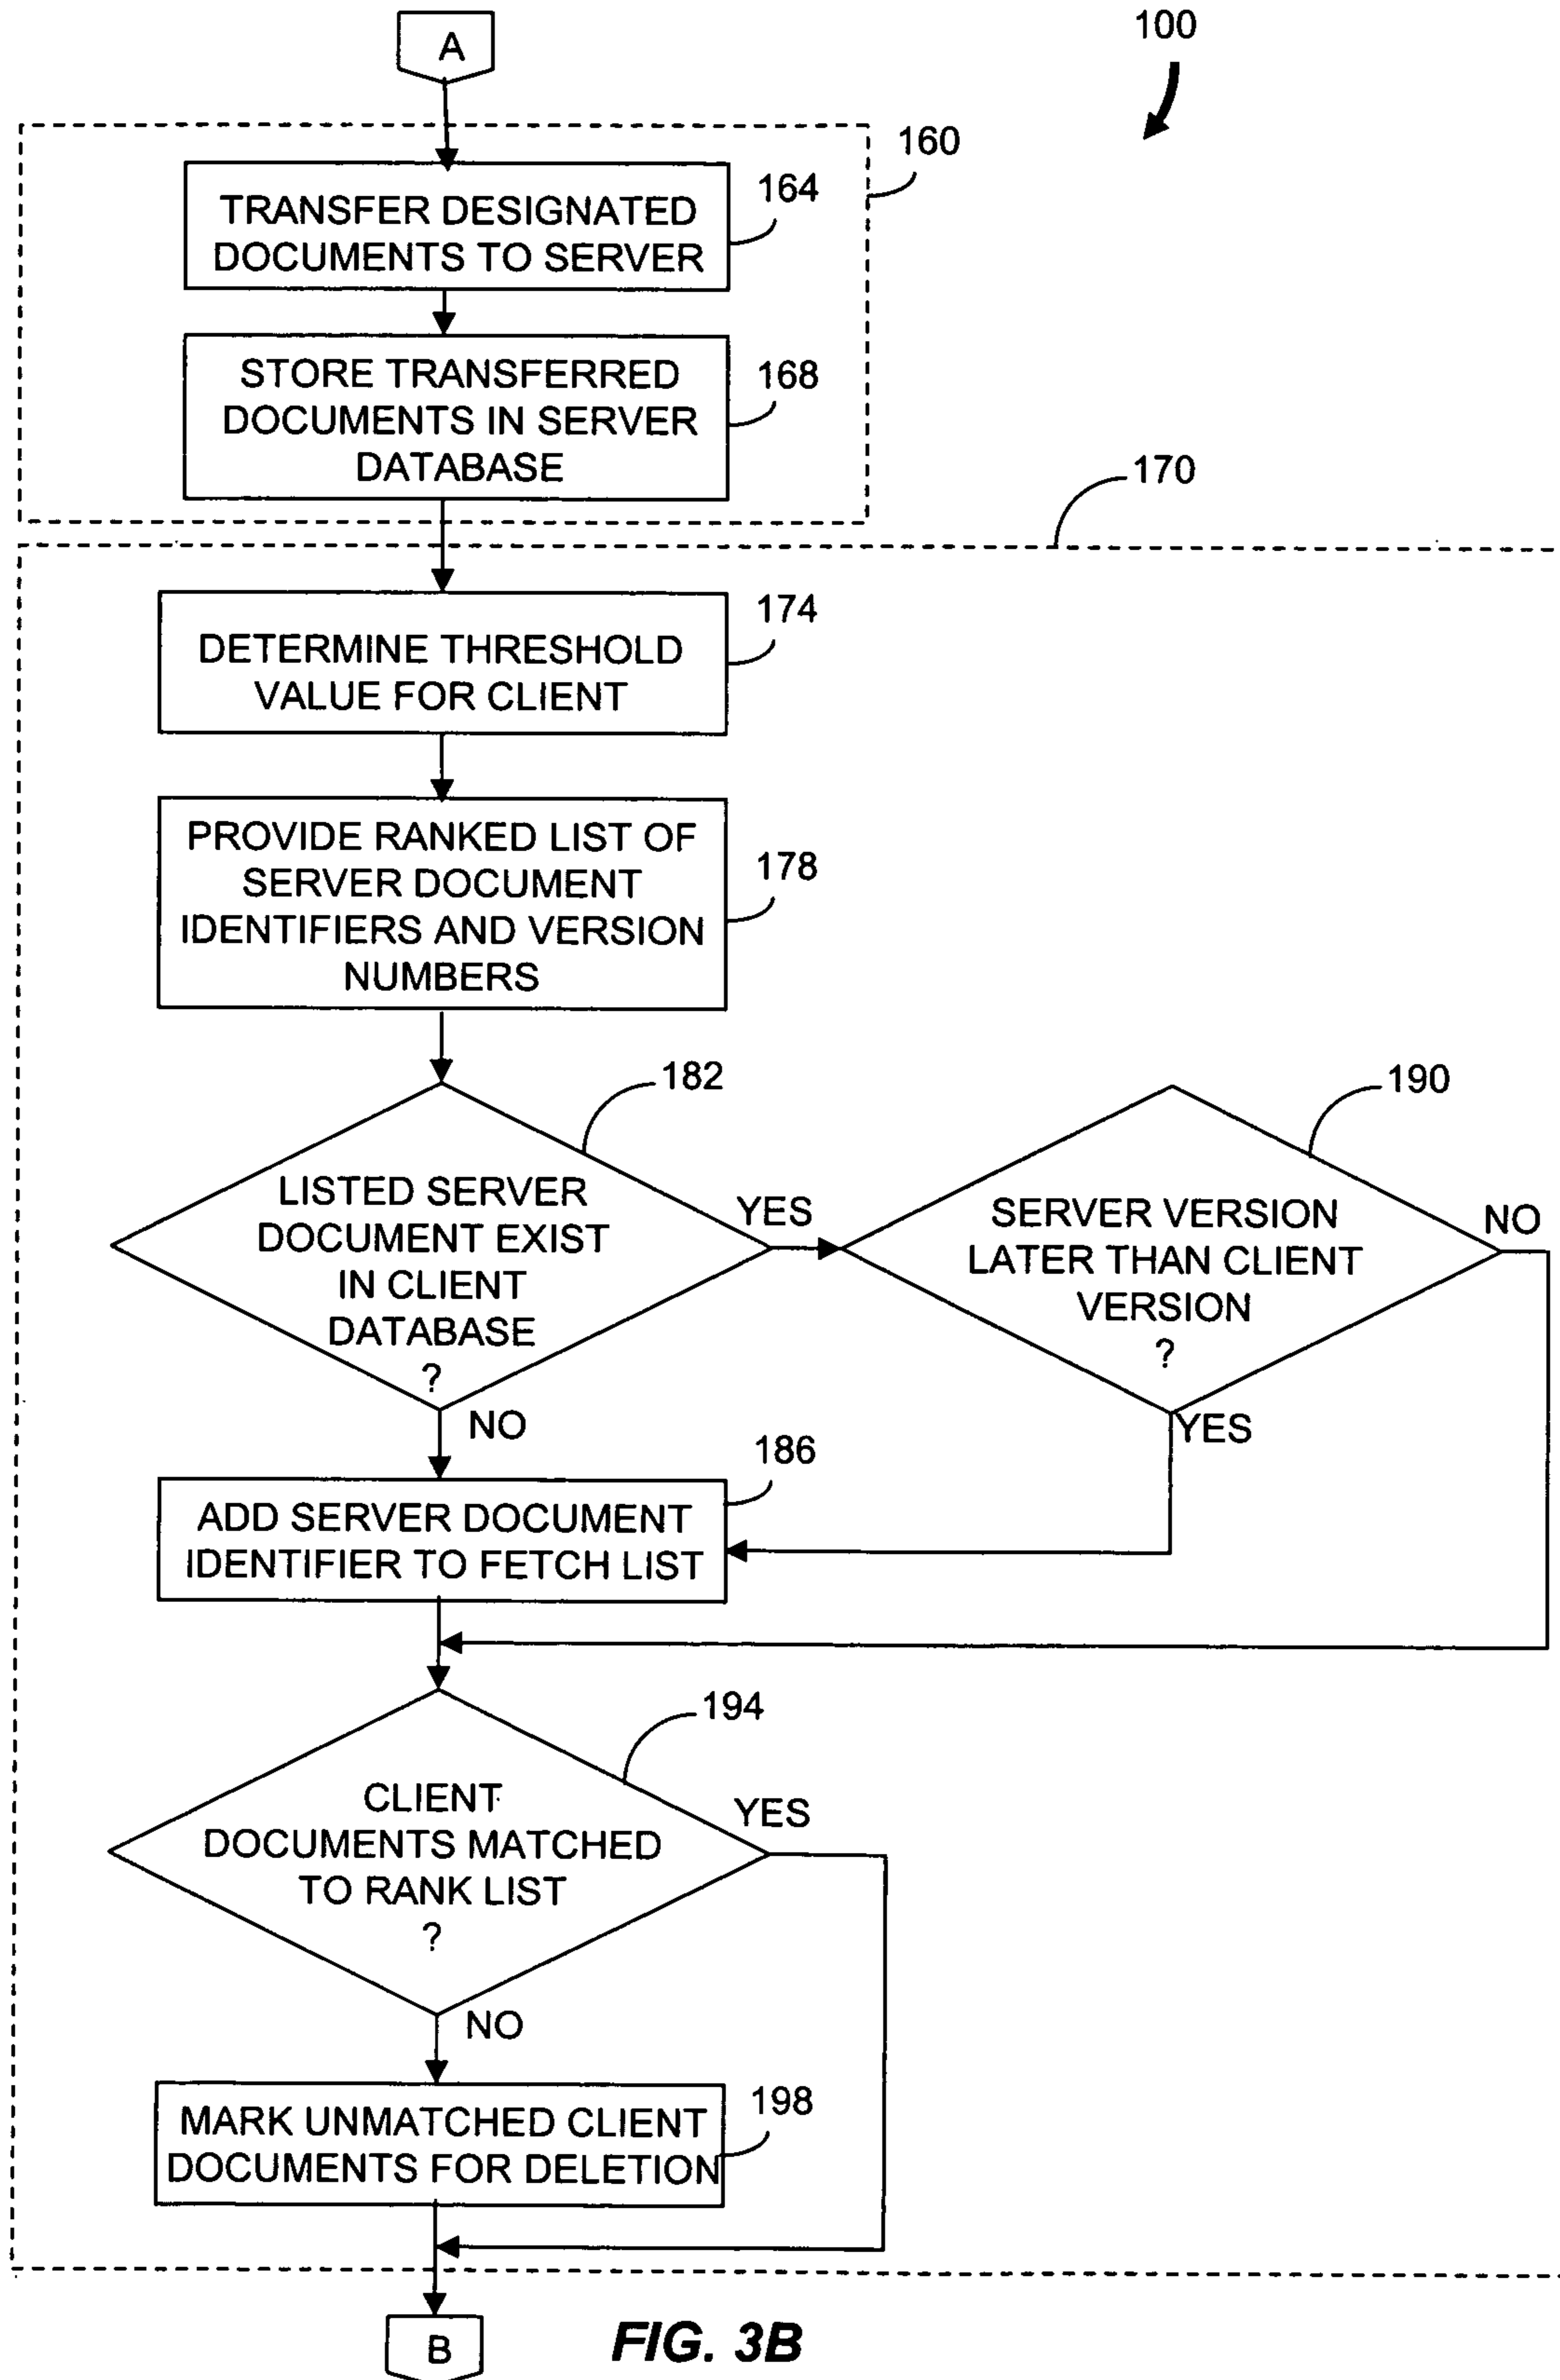 A
100
160
TRANSFER DESIGNATED
DOCUMENTS TO SERVER
164
STORE TRANSFERRED
DOCUMENTS IN SERVER
DATABASE
168
170
DETERMINE THRESHOLD
VALUE FOR CLIENT
174
PROVIDE RANKED LIST OF
SERVER DOCUMENT
IDENTIFIERS AND VERSION
NUMBERS
178
182
LISTED SERVER
DOCUMENT EXIST
IN CLIENT
DATABASE
?
YES
NO
190
SERVER VERSION
LATER THAN CLIENT
VERSION
?
NO
YES
186
ADD SERVER DOCUMENT
IDENTIFIER TO FETCH LIST
194
CLIENT
DOCUMENTS MATCHED
TO RANK LIST
?
YES
NO
MARK UNMATCHED CLIENT
DOCUMENTS FOR DELETION
198
B
FIG. 3B